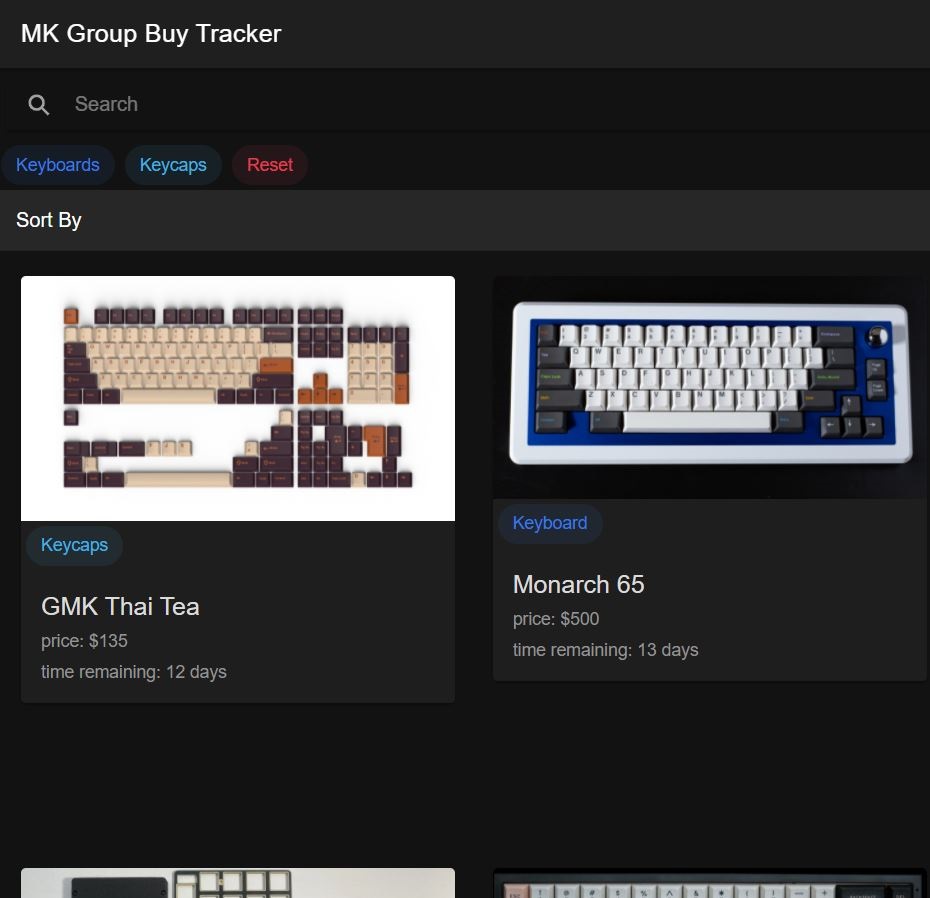 MK Group Buy Tracker
Search
Keyboards Keycaps Reset
Sort By
Keycaps
GMK Thai Tea
price: $135
time remaining: 12 days
Keyboard
Monarch 65
price: $500
time remaining: 13 days